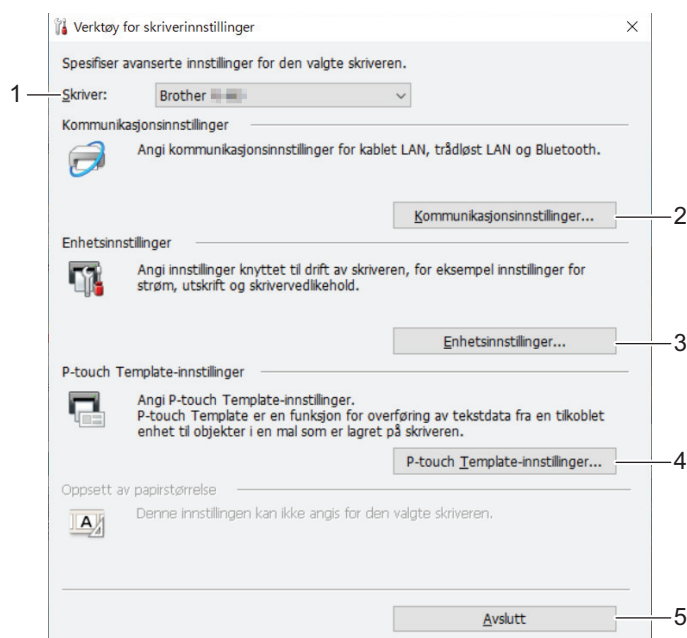 Verktøy for skriverinnstillinger
Spesifiser avanserte innstillinger for den valgte skriveren.
1 Skriver: Brother
Kommunikasjonsinnstillinger
Angi kommunikasjonsinnstillinger for kablet LAN, trådløst LAN og Bluetooth.
Kommunikasjonsinnstillinger... 2
Enhetsinnstillinger
Angi innstillinger knyttet til drift av skriveren, for eksempel innstillinger for
strøm, utskrift og skrivervedlikehold.
Enhetsinnstillinger... 3
P-touch Template-innstillinger
Angi P-touch Template-innstillinger.
P-touch Template er en funksjon for overføring av tekstdata fra en tilkoblet
enhet til objekter i en mal som er lagret på skriveren.
P-touch Template-innstillinger... 4
Oppsett av papirstørrelse
Denne innstillingen kan ikke angis for den valgte skriveren.
Avslutt 5